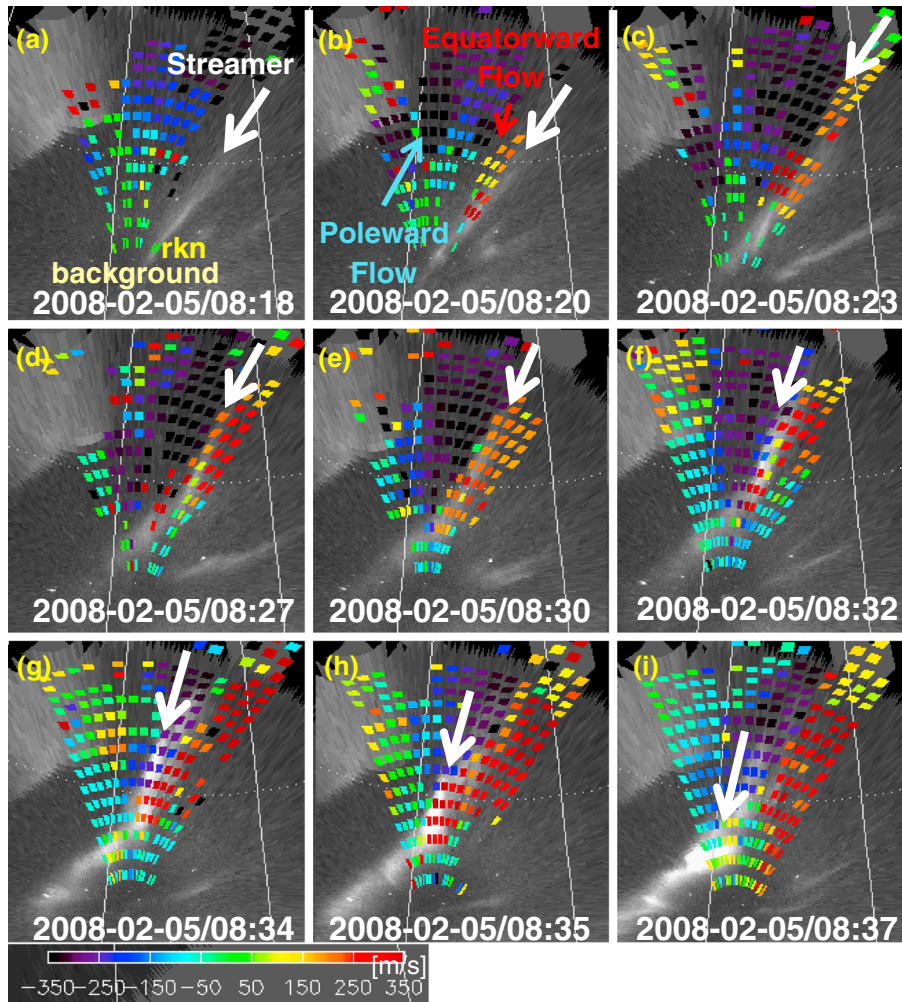 (a)
Streamer
rkn
background
2008-02-05/08:18
(b)
Equatorward
Flow
Poleward
Flow
2008-02-05/08:20
(c)
2008-02-05/08:23
(d)
2008-02-05/08:27
(e)
2008-02-05/08:30
(f)
2008-02-05/08:32
(g)
2008-02-05/08:34
(h)
2008-02-05/08:35
(i)
2008-02-05/08:37
[m/s]
-350 -250 -150 -50 50 150 250 350